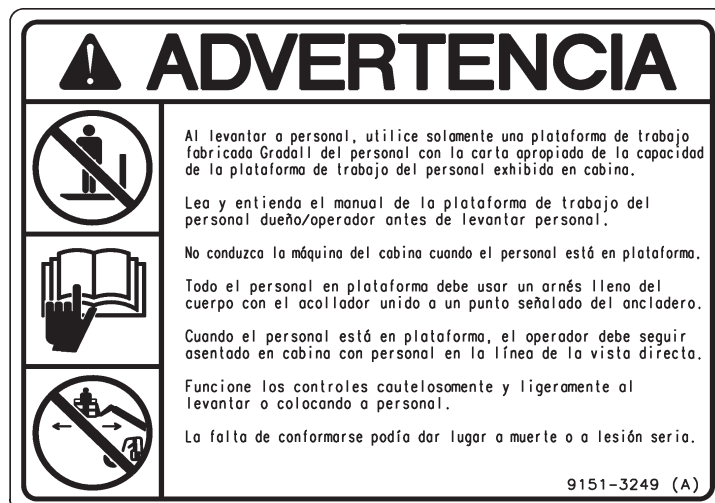 ADVERTENCIA
Al levantar a personal, utilice solamente una plataforma de trabajo
fabricada Gradall del personal con la carta apropiada de la capacidad
de la plataforma de trabajo del personal exhibida en cabina.
Lea y entienda el manual de la plataforma de trabajo del
personal dueño/operador antes de levantar personal.
No conduzca la máquina del cabina cuando el personal está en plataforma.
Todo el personal en plataforma debe usar un arnés lleno del
cuerpo con el acollador unido a un punto señalado del ancladero.
Cuando el personal está en plataforma, el operador debe seguir
asentado en cabina con personal en la línea de la vista directa.
Funcione los controles cautelosomente y ligeramente al
levantar o colocando a personal.
La falta de conformarse podía dar lugar a muerte o a lesión seria.
9151-3249 (A)